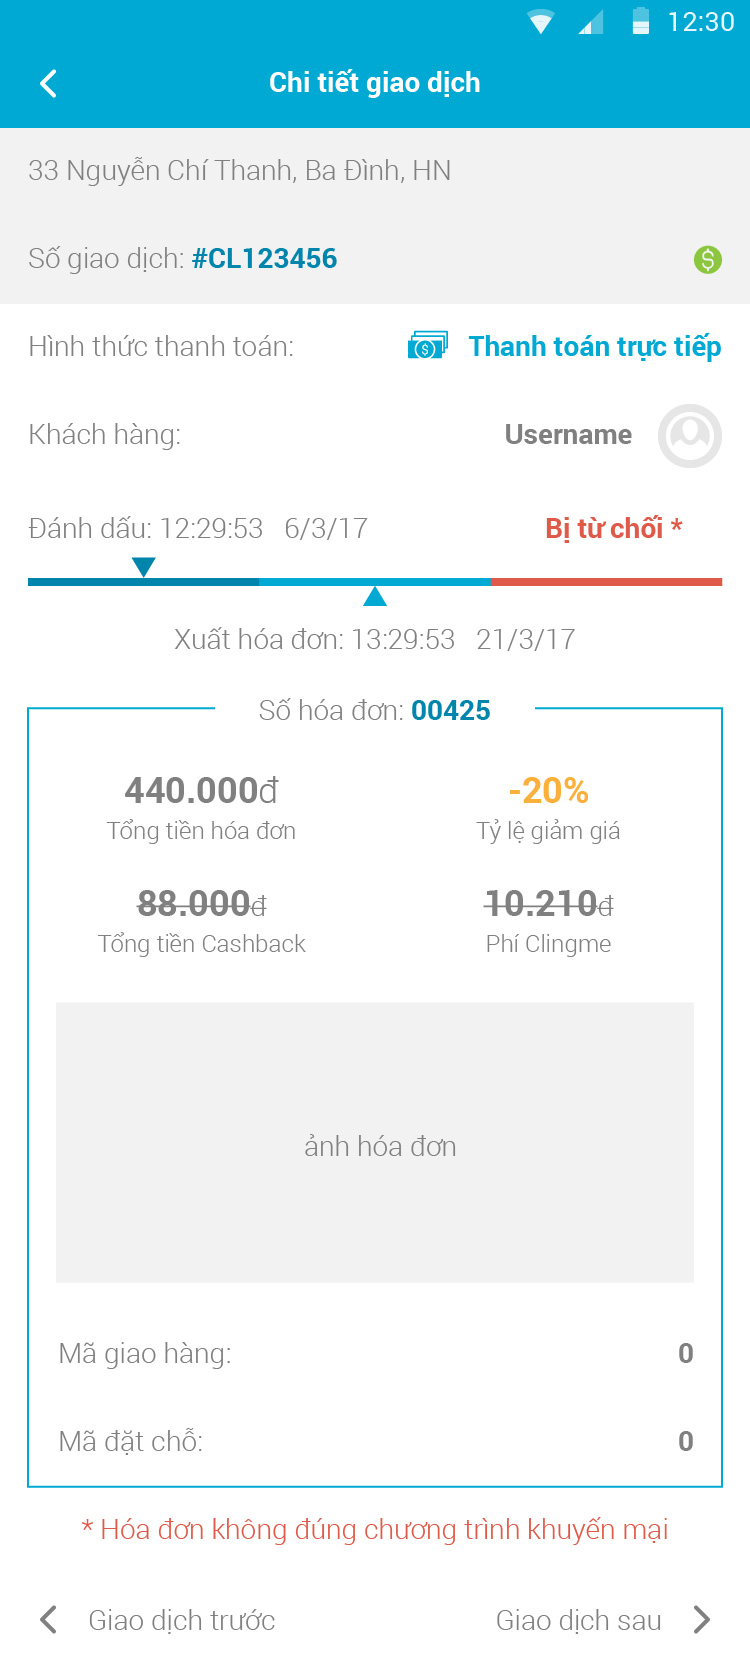 12:30
Chi tiết giao dịch
33 Nguyễn Chí Thanh, Ba Đình, HN
Số giao dịch: #CL123456
Hình thức thanh toán: Thanh toán trực tiếp
Khách hàng: Username
Đánh dấu: 12:29:53 6/3/17 Bị từ chối *
Xuất hóa đơn: 13:29:53 21/3/17
Số hóa đơn: 00425
440.000đ -20%
Tổng tiền hóa đơn Tỷ lệ giảm giá
88.000đ 10.210đ
Tổng tiền Cashback Phí Clingme
ảnh hóa đơn
Mã giao hàng: 0
Mã đặt chỗ: 0
* Hóa đơn không đúng chương trình khuyến mại
Giao dịch trước Giao dịch sau